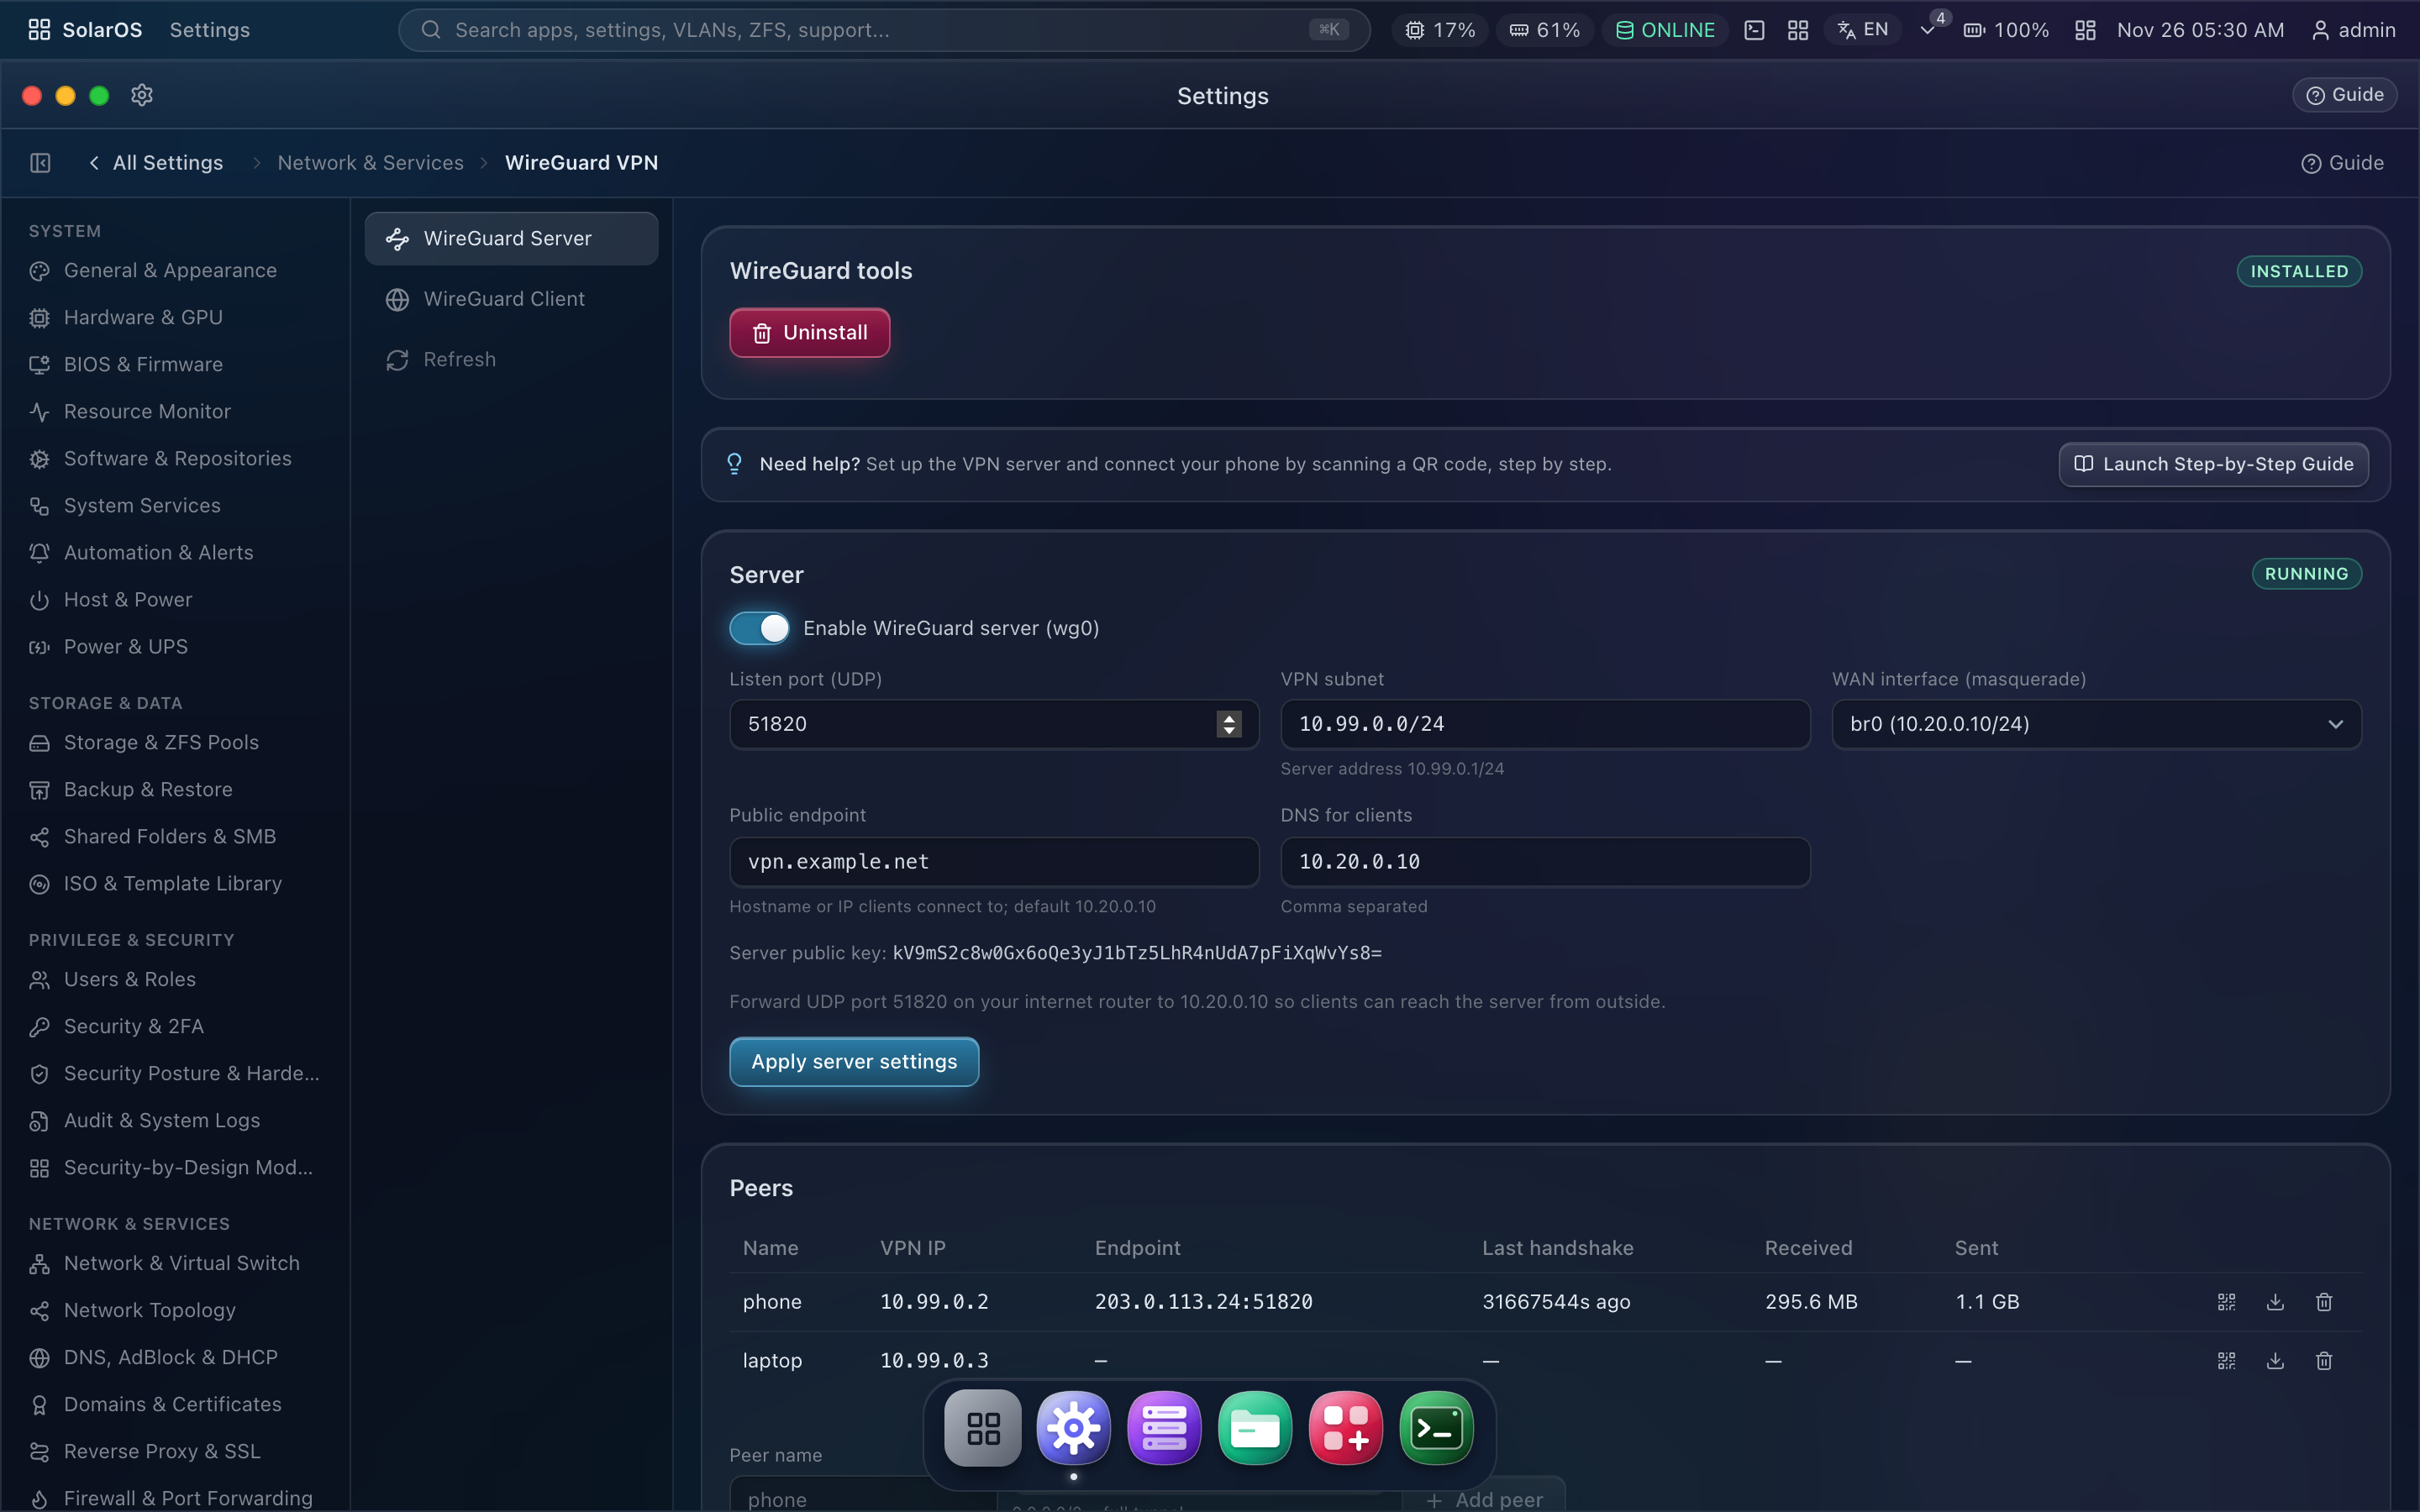 SolarOS Settings Search apps, settings, VLANs, ZFS, support... ⌘K 17% 61% ONLINE EN 4 100% Nov 26 05:30 AM admin
Settings Guide
All Settings Network & Services WireGuard VPN Guide
SYSTEM
General & Appearance
Hardware & GPU
BIOS & Firmware
Resource Monitor
Software & Repositories
System Services
Automation & Alerts
Host & Power
Power & UPS
STORAGE & DATA
Storage & ZFS Pools
Backup & Restore
Shared Folders & SMB
ISO & Template Library
PRIVILEGE & SECURITY
Users & Roles
Security & 2FA
Security Posture & Harde...
Audit & System Logs
Security-by-Design Mod...
NETWORK & SERVICES
Network & Virtual Switch
Network Topology
DNS, AdBlock & DHCP
Domains & Certificates
Reverse Proxy & SSL
Firewall & Port Forwarding
WireGuard Server
WireGuard Client
Refresh
WireGuard tools INSTALLED
Uninstall
Need help? Set up the VPN server and connect your phone by scanning a QR code, step by step. Launch Step-by-Step Guide
Server RUNNING
Enable WireGuard server (wg0)
Listen port (UDP) VPN subnet WAN interface (masquerade)
51820 10.99.0.0/24 br0 (10.20.0.10/24)
Server address 10.99.0.1/24
Public endpoint DNS for clients
vpn.example.net 10.20.0.10
Hostname or IP clients connect to; default 10.20.0.10 Comma separated
Server public key: kV9mS2c8w0Gx6oQe3yJ1bTz5LhR4nUdA7pFiXqWvYs8=
Forward UDP port 51820 on your internet router to 10.20.0.10 so clients can reach the server from outside.
Apply server settings
Peers
Name VPN IP Endpoint Last handshake Received Sent
phone 10.99.0.2 203.0.113.24:51820 31667544s ago 295.6 MB 1.1 GB
laptop 10.99.0.3 — — — —
Peer name
phone Add peer